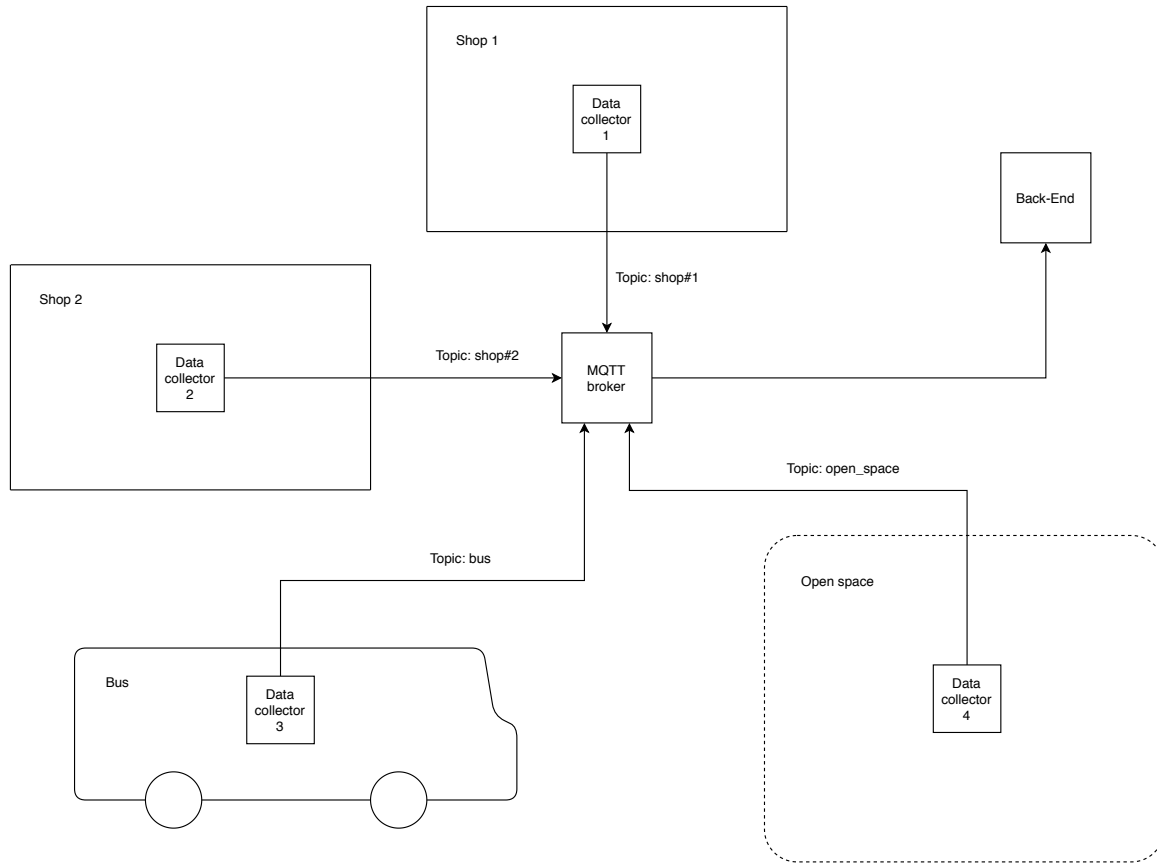 Shop 1
Data
collector
1
Back-End
Topic: shop#1
Shop 2
Topic: shop#2
Data
collector
2
MQTT
broker
Topic: open_space
Topic: bus
Open space
Bus
Data
collector
3
Data
collector
4